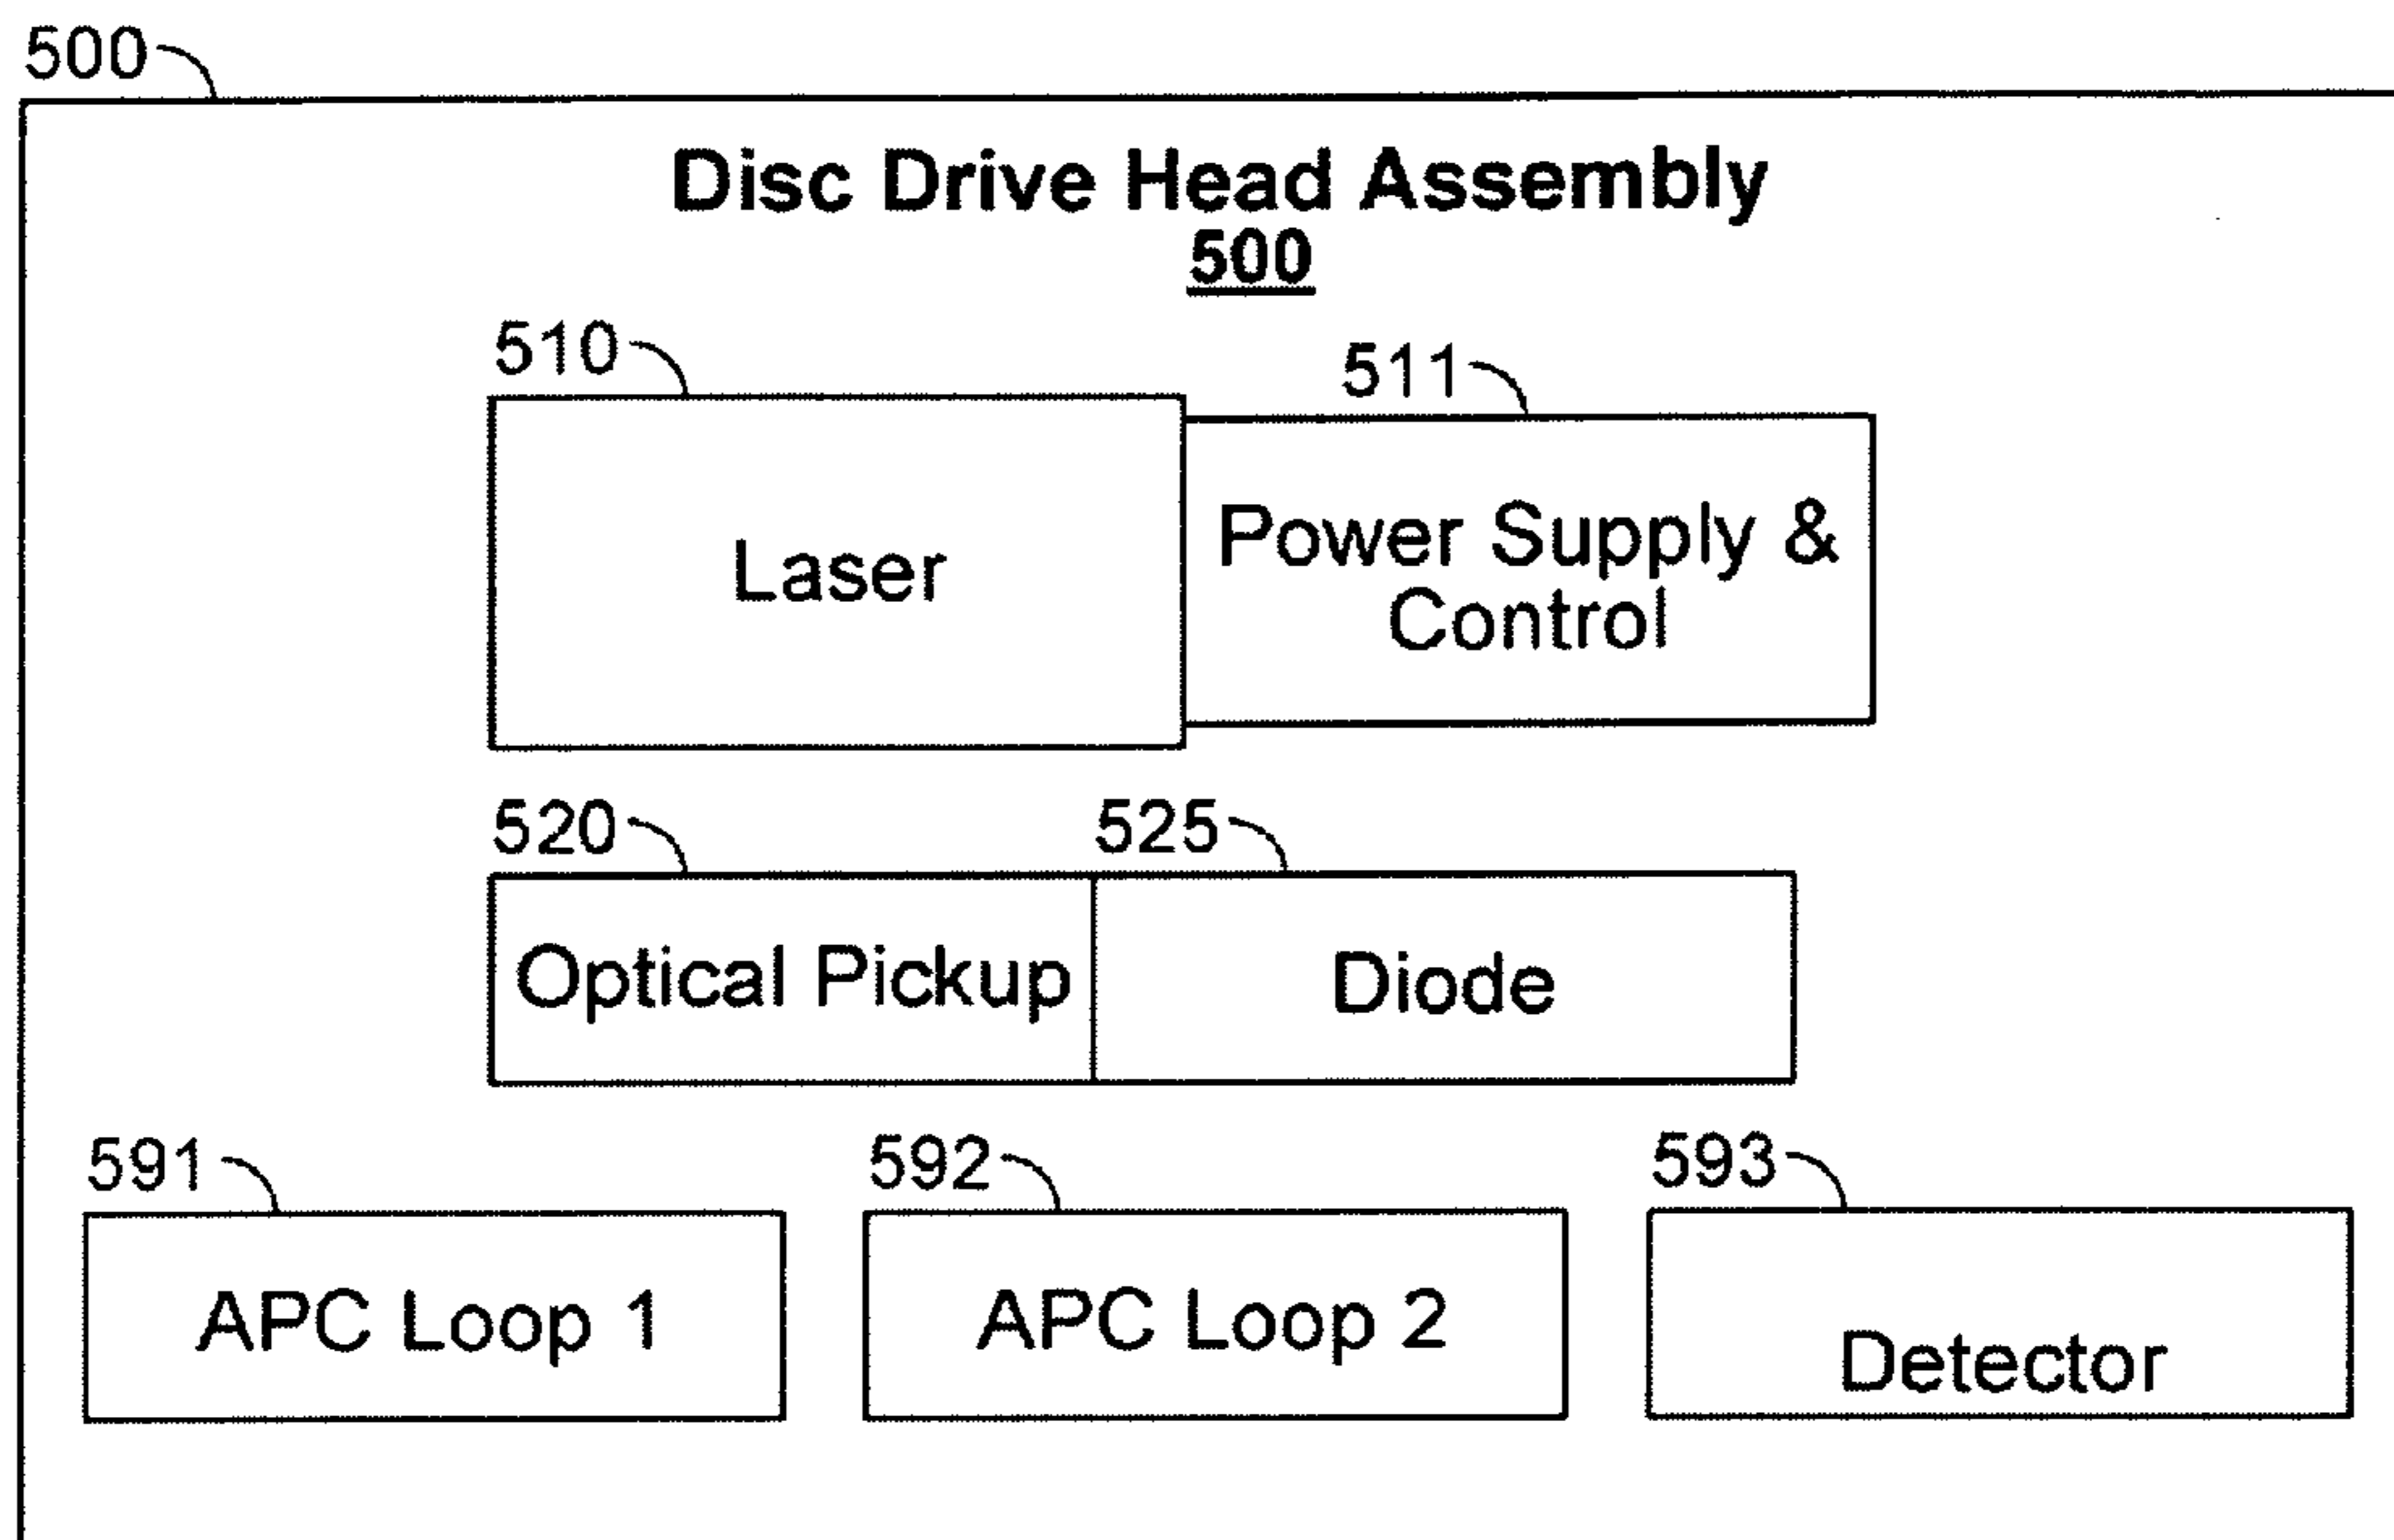 500
Disc Drive Head Assembly
500
510
511
Laser
Power Supply &
Control
520
525
Optical Pickup
Diode
591
592
593
APC Loop 1
APC Loop 2
Detector